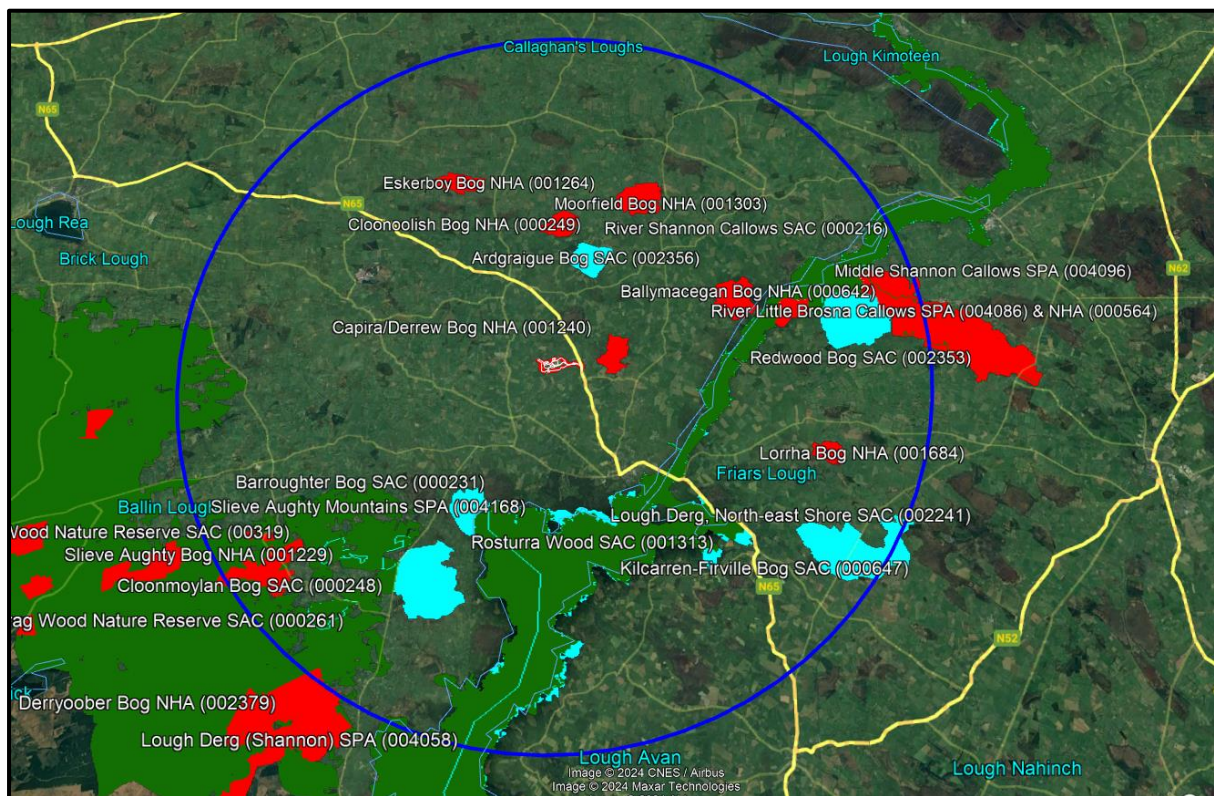 Callaghan's Loughs
Lough Kimoteen
N65
Eskerboy Bog NHA (001264)
N65
Moorfield Bog NHA (001303)
Lough Rea
Cloonoolish Bog NHA (000249)
River Shannon Callows SAC (000216)
Brick Lough
Ardgraigue Bog SAC (002356)
N62
Middle Shannon Callows SPA (004096)
Ballymacegan Bog NHA (000642)
River Little Brosna Callows SPA (004086) & NHA (000564)
Capira/Derrew Bog NHA (001240)
Redwood Bog SAC (002353)
Lorrha Bog NHA (001684)
Friars Lough
Barroughter Bog SAC (000231)
Ballin Lough
Slieve Aughty Mountains SPA (004168)
Lough Derg, North-east Shore SAC (002241)
Wood Nature Reserve SAC (00319)
Rosturra Wood SAC (001313)
Slieve Aughty Bog NHA (001229)
Kilcarren-Firville Bog SAC (000647)
Cloonmoylan Bog SAC (000248)
N65
rag Wood Nature Reserve SAC (000261)
N52
ick
Derryoober Bog NHA (002379)
Lough Derg (Shannon) SPA (004058)
Lough Avan
Lough Nahinch
Image © 2024 CNES / Airbus
Image © 2024 Maxar Technologies